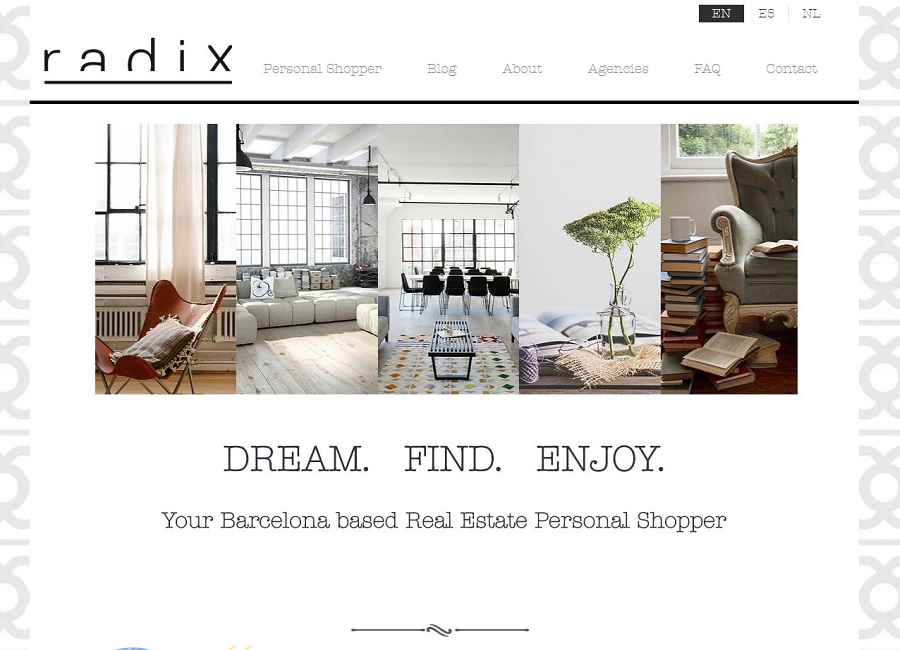 EN ES NL
radix
Personal Shopper Blog About Agencies FAQ Contact
DREAM. FIND. ENJOY.
Your Barcelona based Real Estate Personal Shopper